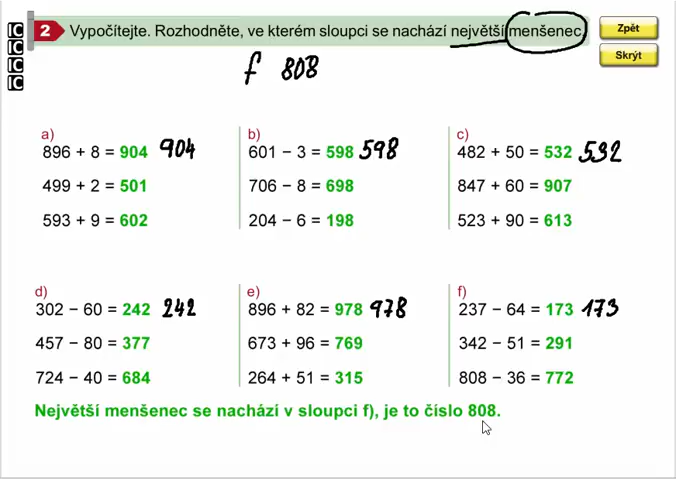 2 Vypočítejte. Rozhodněte, ve kterém sloupci se nachází největší menšenec.
Zpět
Skrýt
f 808
a)
896 + 8 = 904 904
499 + 2 = 501
593 + 9 = 602
b)
601 − 3 = 598 598
706 − 8 = 698
204 − 6 = 198
c)
482 + 50 = 532 532
847 + 60 = 907
523 + 90 = 613
d)
302 − 60 = 242 242
457 − 80 = 377
724 − 40 = 684
e)
896 + 82 = 978 978
673 + 96 = 769
264 + 51 = 315
f)
237 − 64 = 173 173
342 − 51 = 291
808 − 36 = 772
Největší menšenec se nachází v sloupci f), je to číslo 808.